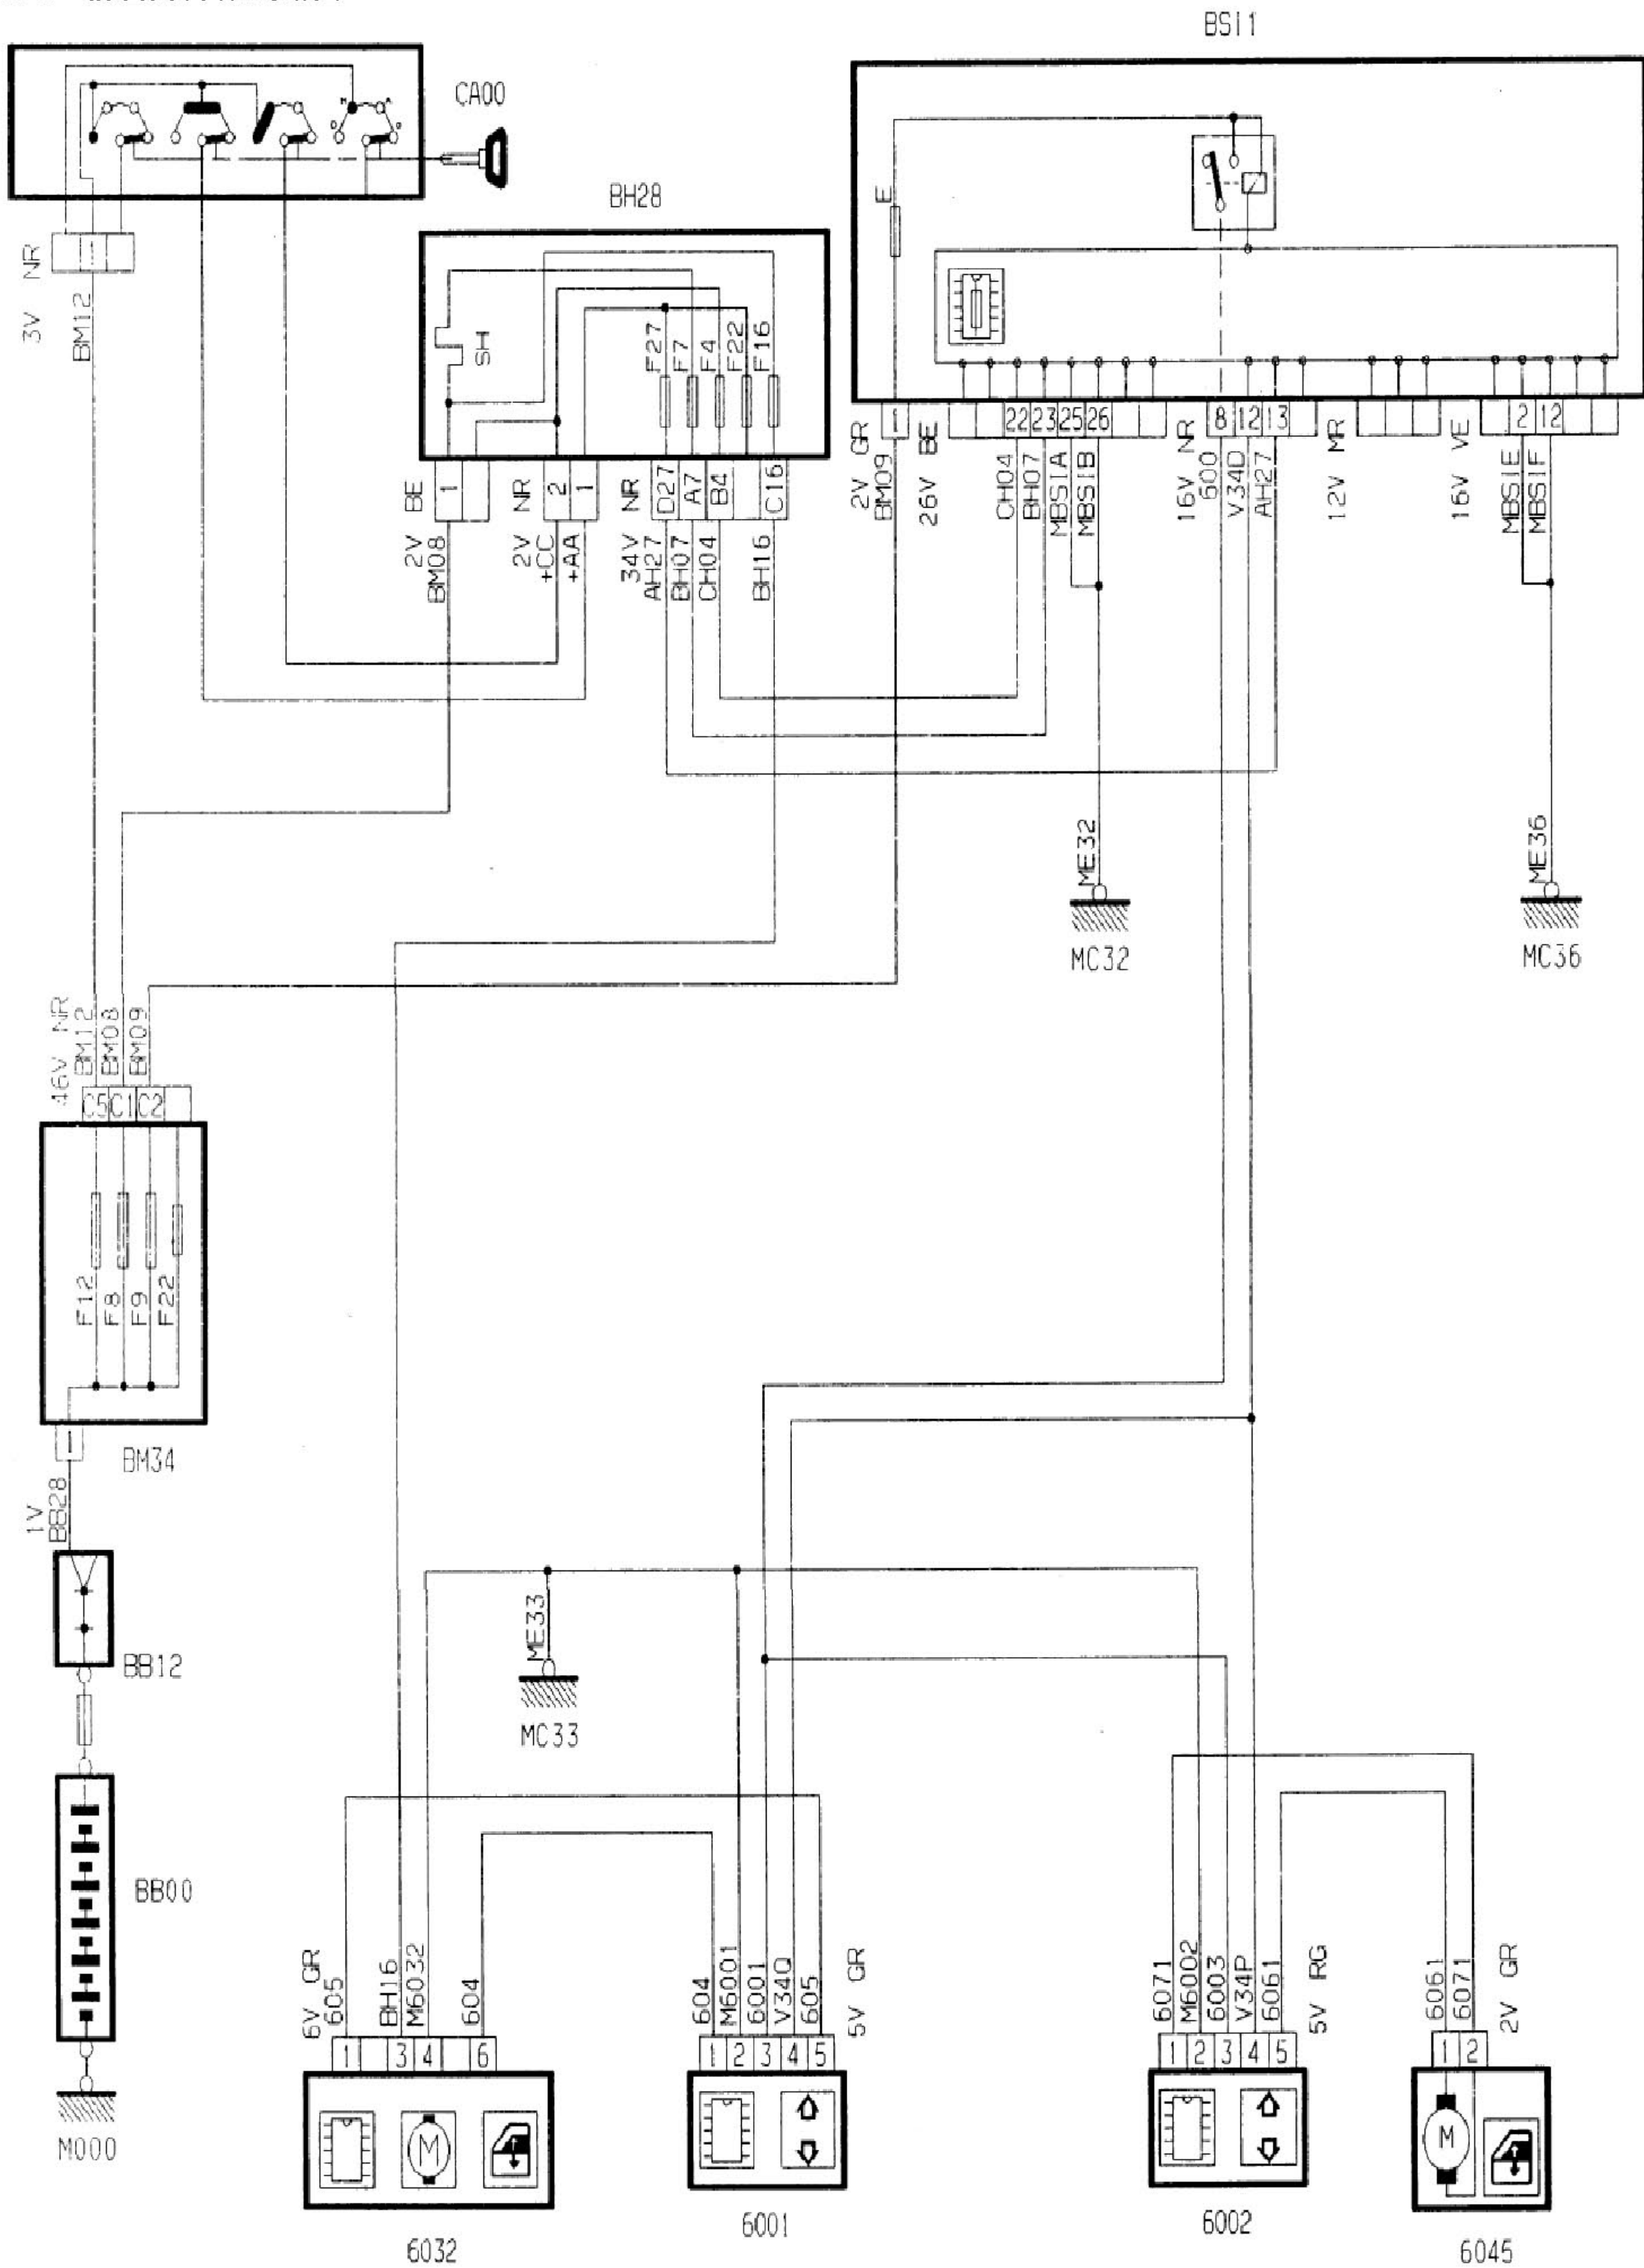 BSI1
CA00
BH28
3V NR
BM12
SH
F27
F7
F4
F22
F16
E
BE
1
NR
2
1
NR
D27
A7
B4
C16
2V
BM08
2V
+CC
+AA
34V
AH27
BH07
CH04
BH16
1
22
23
25
26
8
12
13
2
12
2V GR
BM09
26V BE
CH04
BH07
MBSIA
MBSIB
16V NR
600
V34D
AH27
12V MR
16V VE
MBSIE
MBSIF
ME32
MC32
ME36
MC36
46V NR
BM12
BM08
BM09
C5
C1
C2
F12
F8
F9
F22
1
BM34
1V
BB28
BB12
ME33
MC33
BB00
M000
6V GR
605
BH16
M6032
604
1
3
4
6
M
6032
604
M6001
6001
V34Q
605
5V GR
1
2
3
4
5
6001
6071
M6002
6003
V34P
6061
5V RG
1
2
3
4
5
6002
6061
6071
2V GR
1
2
M
6045